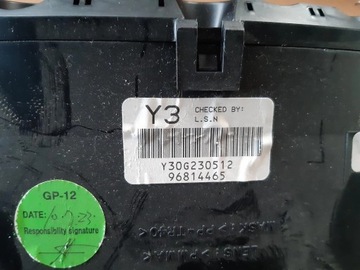 Y3 CHECKED BY:
L.S.N
Y30G230512
96814465
GP-12
DATE:
Responsibility signature